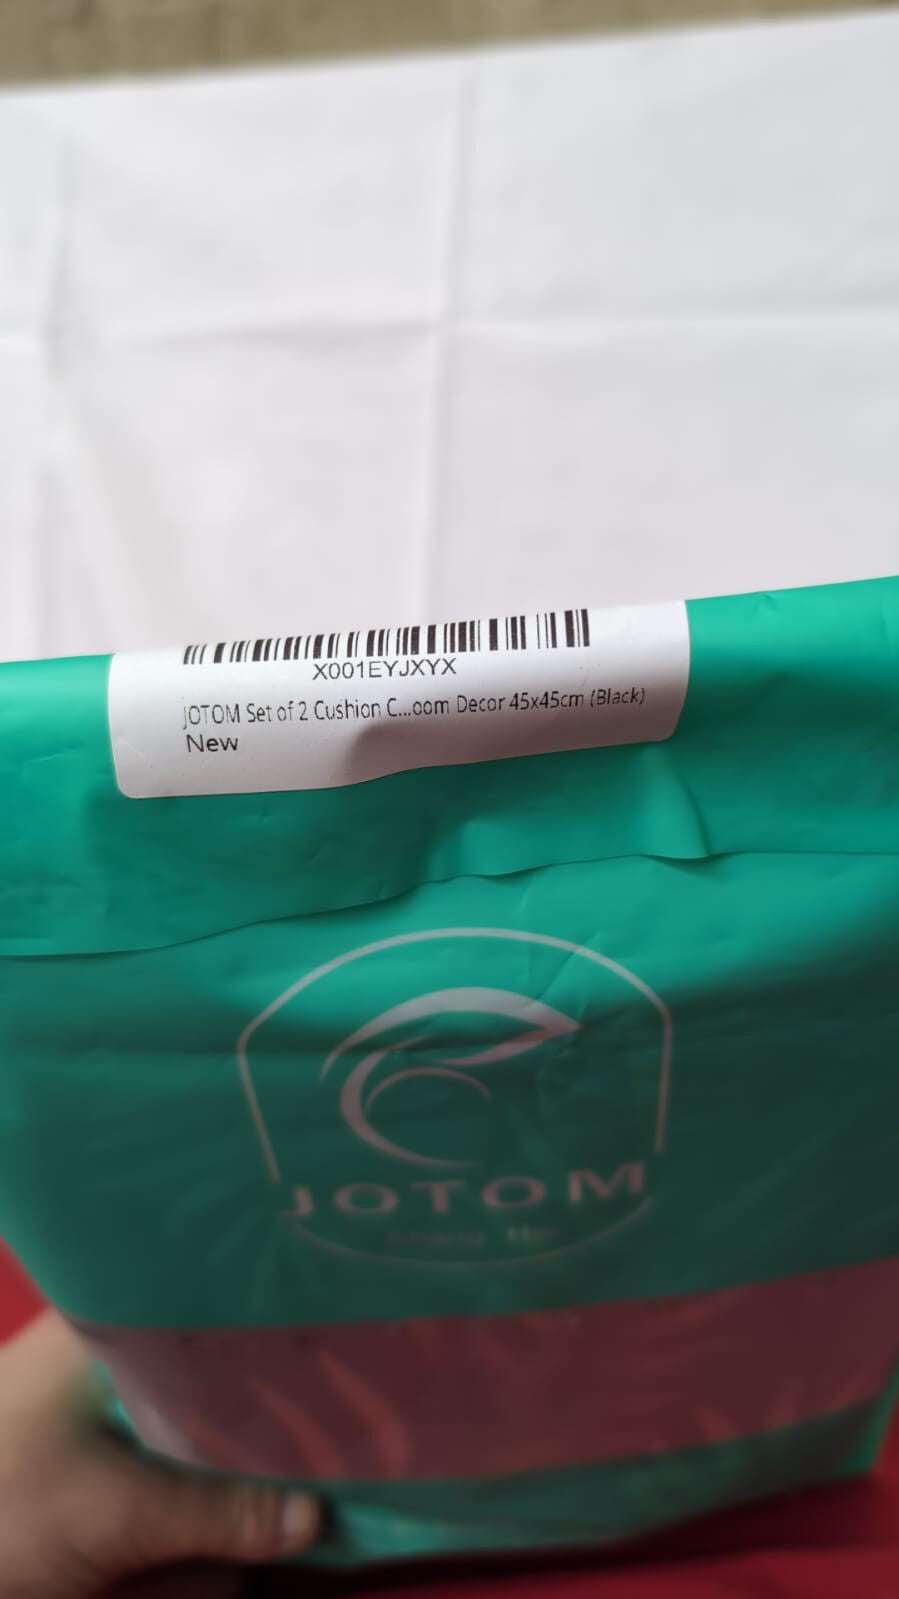 X001EYJXYX
JOTOM Set of 2 Cushion C...oom Decor 45x45cm (Black)
New
JOTOM